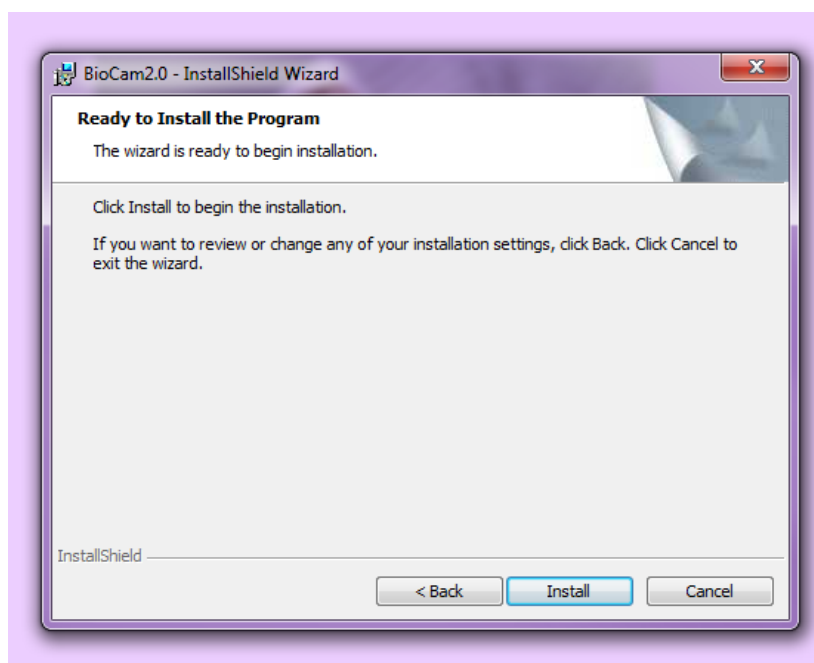 BioCam2.0 - InstallShield Wizard
Ready to Install the Program
The wizard is ready to begin installation.
Click Install to begin the installation.
If you want to review or change any of your installation settings, click Back. Click Cancel to
exit the wizard.
InstallShield
< Back Install Cancel